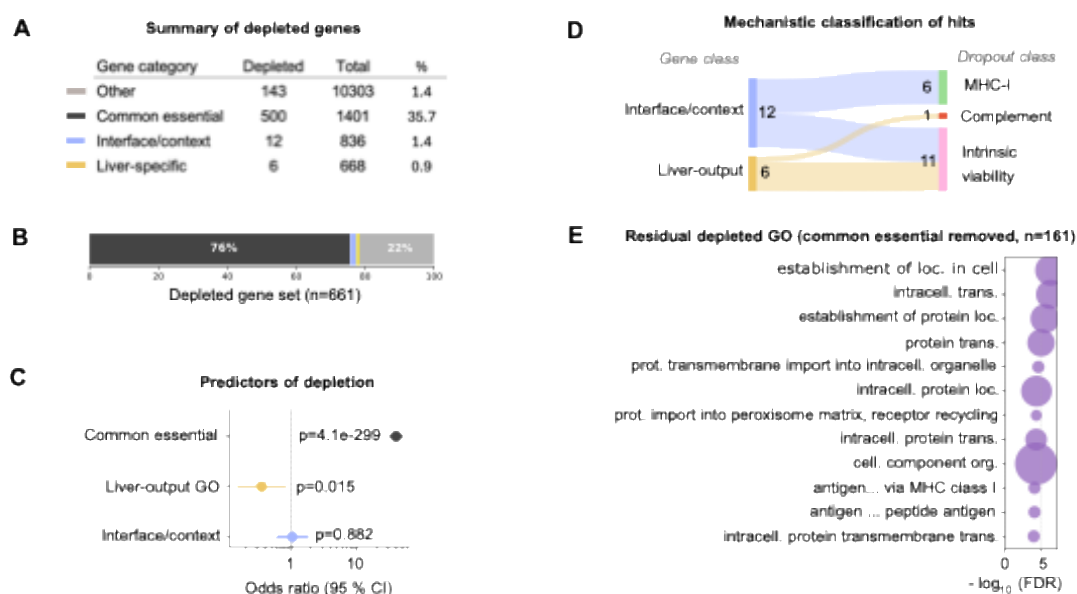 A
Summary of depleted genes
Gene category Depleted Total %
Other 143 10303 1.4
Common essential 500 1401 35.7
Interface/context 12 836 1.4
Liver-specific 6 668 0.9
B
76% 22%
0 20 40 60 80 100
Depleted gene set (n=661)
C
Predictors of depletion
Common essential p=4.1e-299
Liver-output GO p=0.015
Interface/context p=0.882
1 10
Odds ratio (95 % CI)
D
Mechanistic classification of hits
Gene class Dropout class
Interface/context 12
Liver-output 6
6 MHC-I
1 Complement
11 Intrinsic
viability
E
Residual depleted GO (common essential removed, n=161)
establishment of loc. in cell
intracell. trans.
establishment of protein loc.
protein trans.
prot. transmembrane import into intracell. organelle
intracell. protein loc.
prot. import into peroxisome matrix, receptor recycling
intracell. protein trans.
cell. component org.
antigen... via MHC class I
antigen ... peptide antigen
intracell. protein transmembrane trans.
0 5
- log10 (FDR)